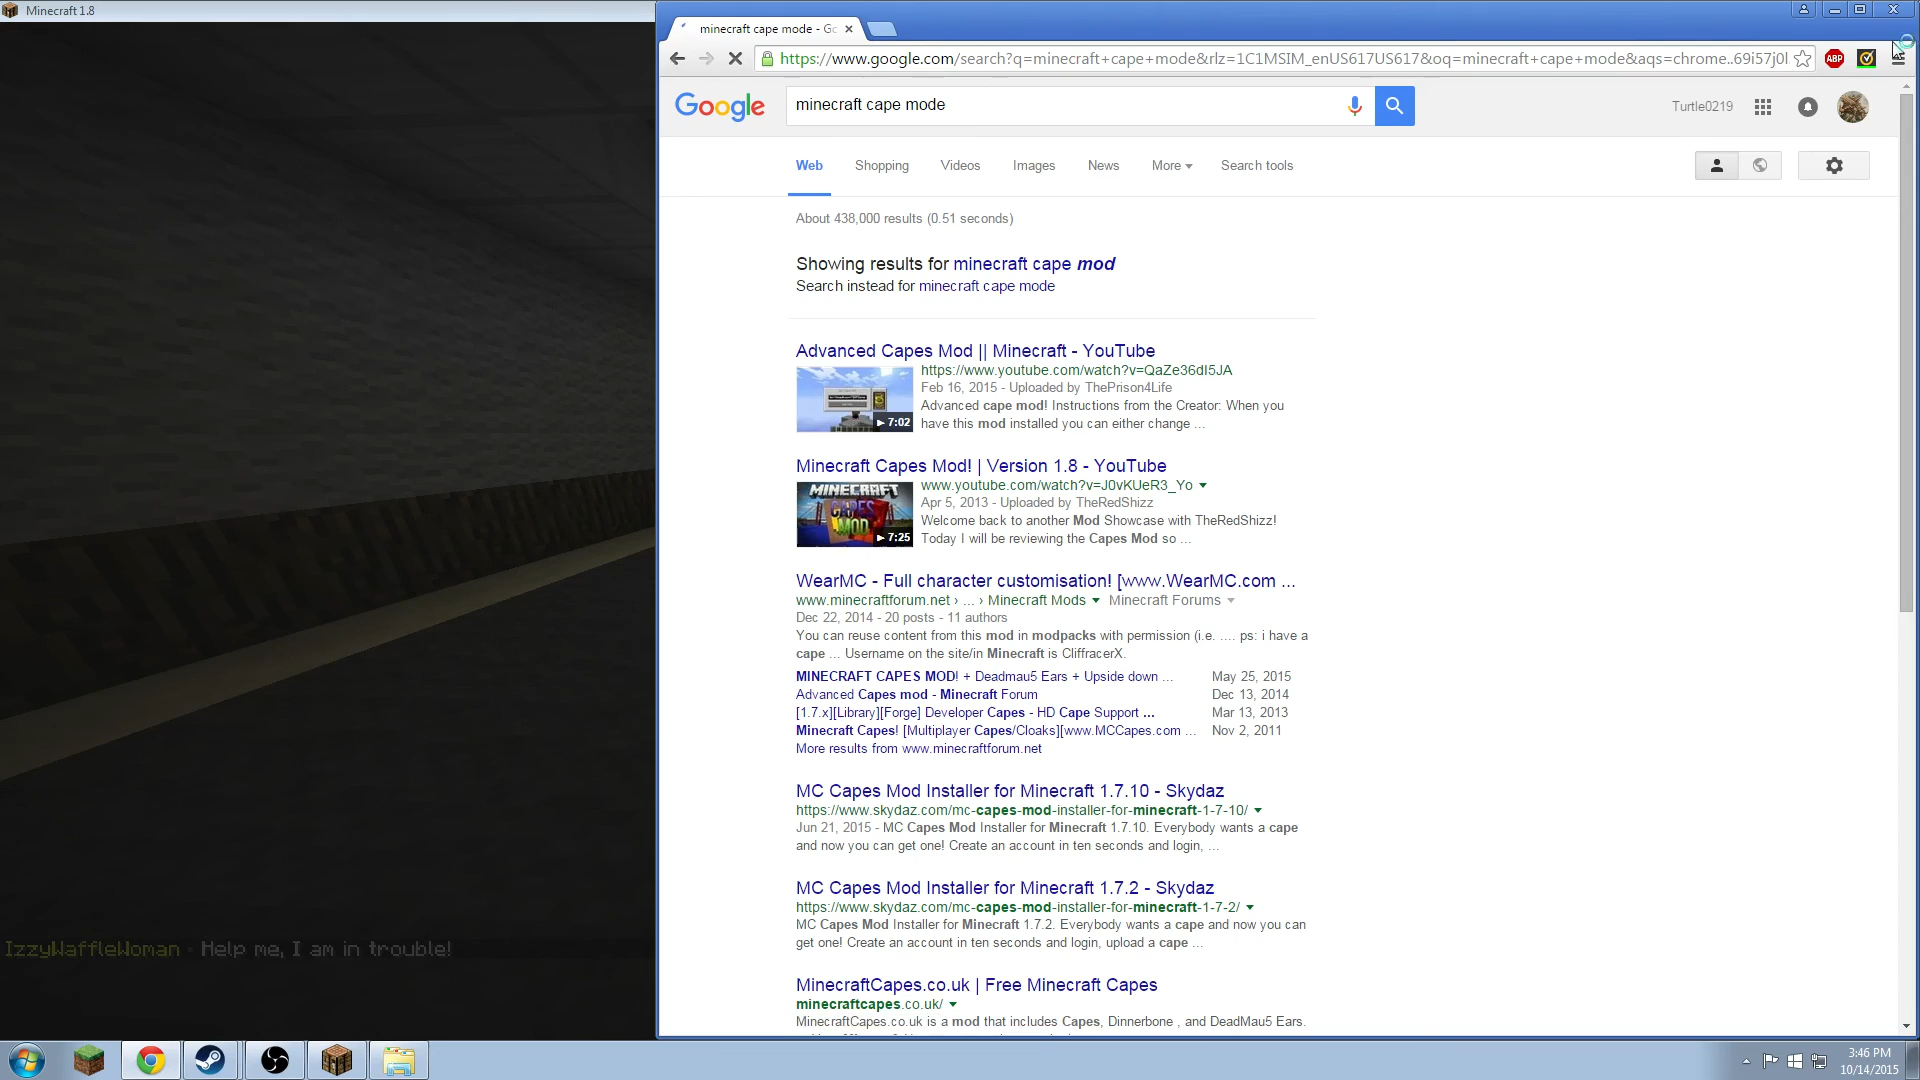 Minecraft 1.8
minecraft cape mode - Go
https://www.google.com/search?q=minecraft+cape+mode&rlz=1C1MSIM_enUS617US617&oq=minecraft+cape+mode&aqs=chrome..69i57j0l
ABP
Google
minecraft cape mode
Turtle0219
Web Shopping Videos Images News More Search tools
About 438,000 results (0.51 seconds)
Showing results for minecraft cape mod
Search instead for minecraft cape mode
Advanced Capes Mod || Minecraft - YouTube
https://www.youtube.com/watch?v=QaZe36dI5JA
Feb 16, 2015 - Uploaded by ThePrison4Life
Advanced cape mod! Instructions from the Creator: When you
have this mod installed you can either change ...
7:02
Minecraft Capes Mod! | Version 1.8 - YouTube
www.youtube.com/watch?v=J0vKUeR3_Yo
Apr 5, 2013 - Uploaded by TheRedShizz
Welcome back to another Mod Showcase with TheRedShizz!
Today I will be reviewing the Capes Mod so ...
MINECRAFT
CAPES
MOD
7:25
WearMC - Full character customisation! [www.WearMC.com ...
www.minecraftforum.net › ... › Minecraft Mods Minecraft Forums
Dec 22, 2014 - 20 posts - 11 authors
You can reuse content from this mod in modpacks with permission (i.e. .... ps: i have a
cape ... Username on the site/in Minecraft is CliffracerX.
MINECRAFT CAPES MOD! + Deadmau5 Ears + Upside down ... May 25, 2015
Advanced Capes mod - Minecraft Forum Dec 13, 2014
[1.7.x][Library][Forge] Developer Capes - HD Cape Support ... Mar 13, 2013
Minecraft Capes! [Multiplayer Capes/Cloaks][www.MCCapes.com ... Nov 2, 2011
More results from www.minecraftforum.net
MC Capes Mod Installer for Minecraft 1.7.10 - Skydaz
https://www.skydaz.com/mc-capes-mod-installer-for-minecraft-1-7-10/
Jun 21, 2015 - MC Capes Mod Installer for Minecraft 1.7.10. Everybody wants a cape
and now you can get one! Create an account in ten seconds and login, ...
MC Capes Mod Installer for Minecraft 1.7.2 - Skydaz
https://www.skydaz.com/mc-capes-mod-installer-for-minecraft-1-7-2/
MC Capes Mod Installer for Minecraft 1.7.2. Everybody wants a cape and now you can
get one! Create an account in ten seconds and login, upload a cape ...
MinecraftCapes.co.uk | Free Minecraft Capes
minecraftcapes.co.uk/
MinecraftCapes.co.uk is a mod that includes Capes, Dinnerbone , and DeadMau5 Ears.
IzzyWaffleWoman - Help me, I am in trouble!
3:46 PM
10/14/2015